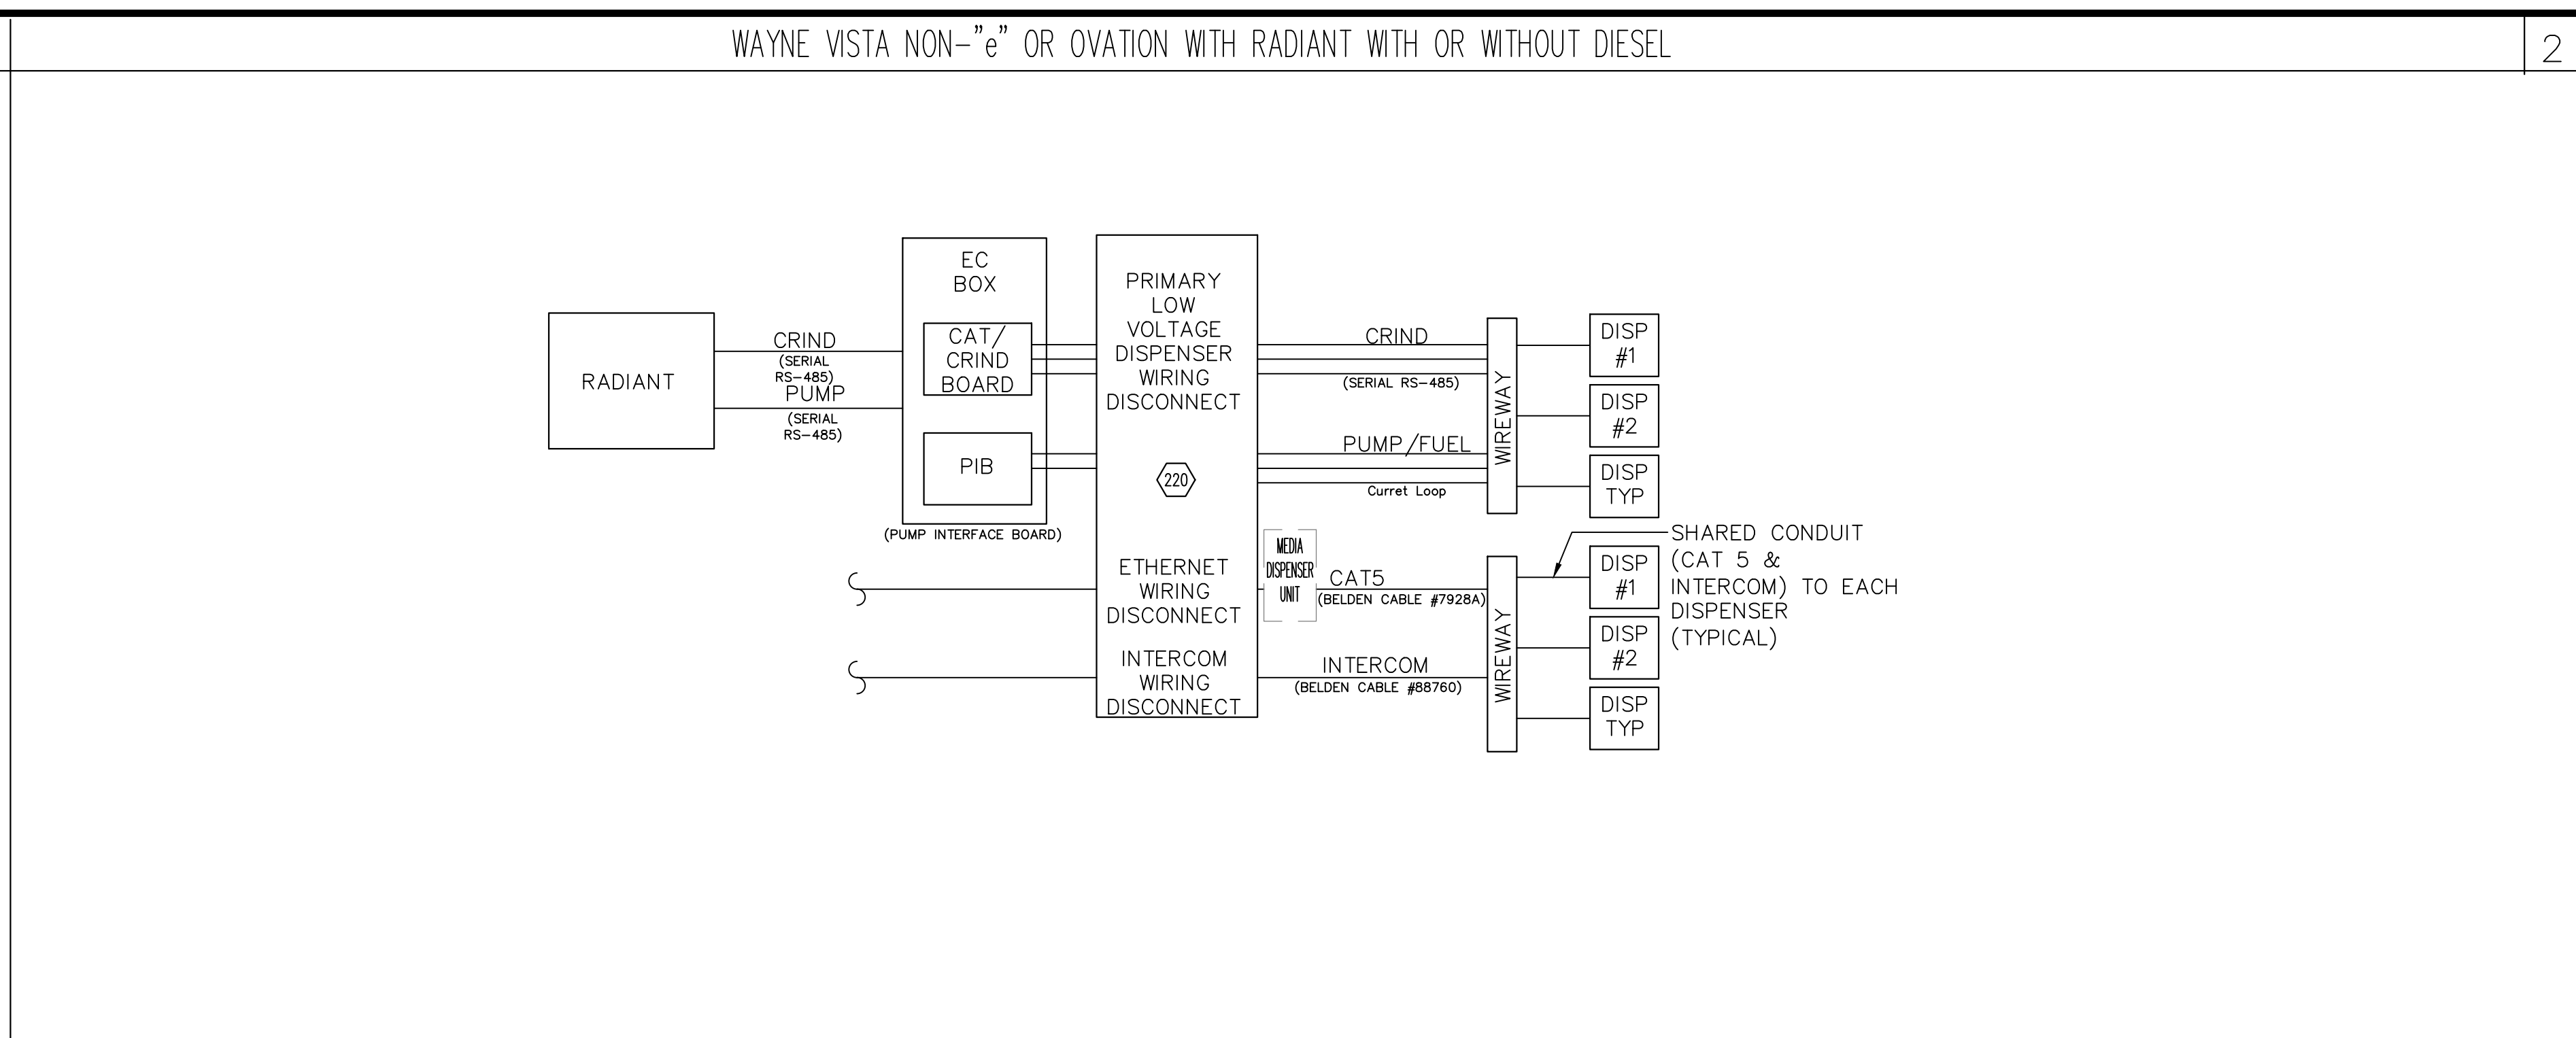 WAYNE VISTA NON-"e" OR OVATION WITH RADIANT WITH OR WITHOUT DIESEL
2
RADIANT
CRIND
(SERIAL
RS-485)
PUMP
(SERIAL
RS-485)
EC
BOX
CAT/
CRIND
BOARD
PIB
(PUMP INTERFACE BOARD)
PRIMARY
LOW
VOLTAGE
DISPENSER
WIRING
DISCONNECT
220
ETHERNET
WIRING
DISCONNECT
INTERCOM
WIRING
DISCONNECT
CRIND
(SERIAL RS-485)
PUMP/FUEL
Curret Loop
MEDIA
DISPENSER
UNIT
CAT5
(BELDEN CABLE #7928A)
INTERCOM
(BELDEN CABLE #88760)
WIREWAY
WIREWAY
DISP
#1
DISP
#2
DISP
TYP
DISP
#1
DISP
#2
DISP
TYP
SHARED CONDUIT
(CAT 5 &
INTERCOM) TO EACH
DISPENSER
(TYPICAL)